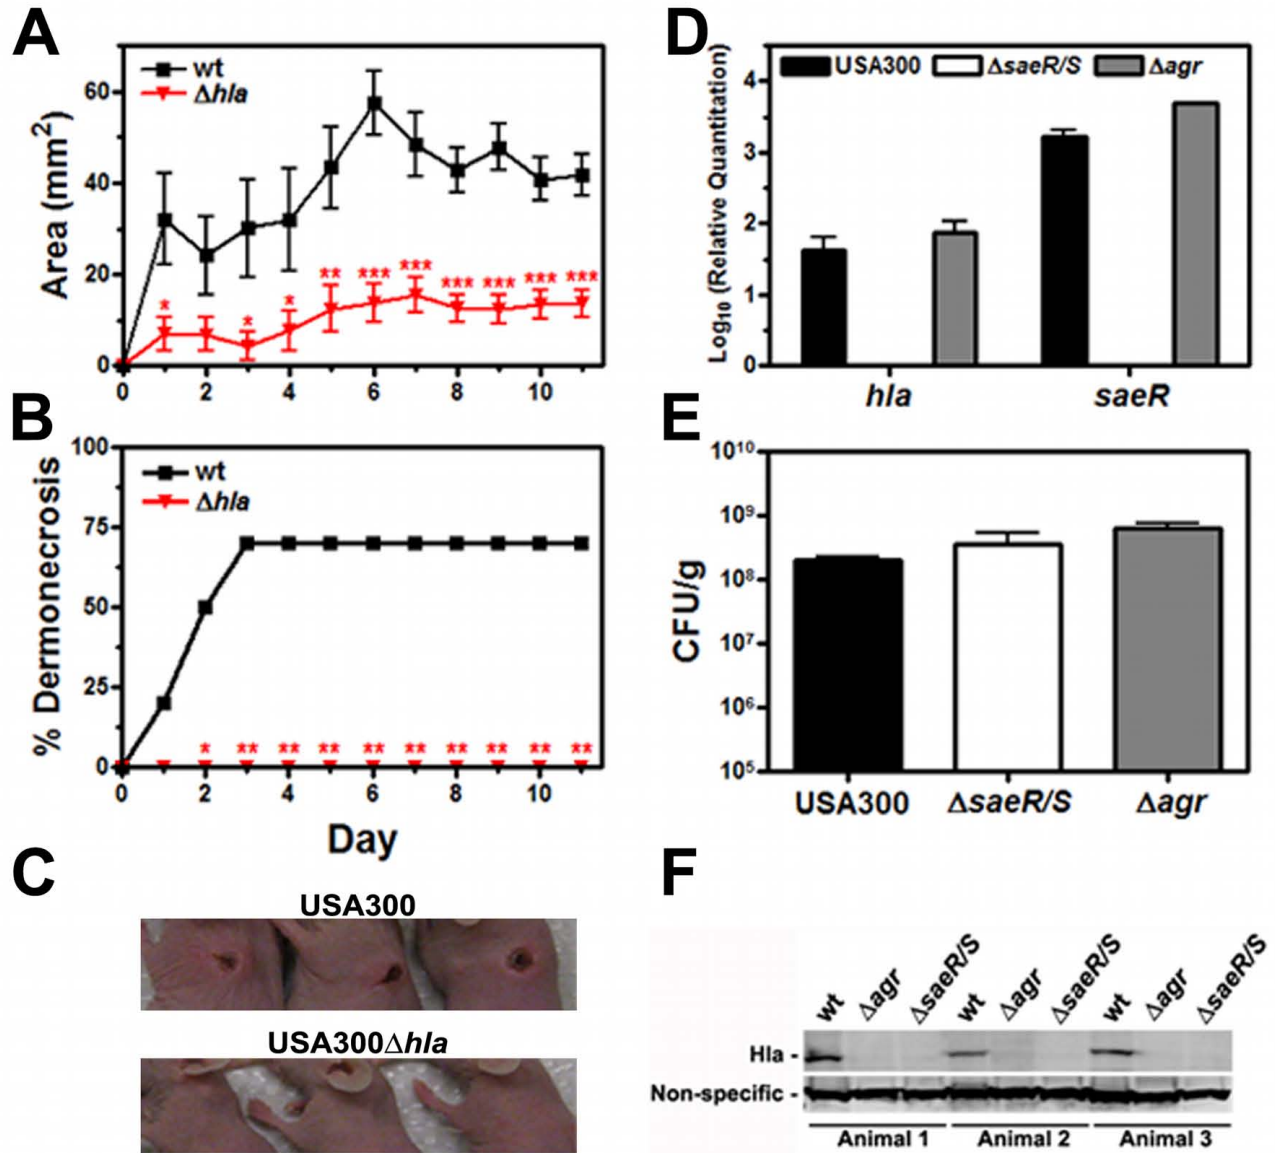 A
wt
Δhla
Area (mm²)
60
40
20
0
* * * ** *** *** *** *** *** ***
0 2 4 6 8 10
B
wt
Δhla
% Dermonecrosis
100
75
50
25
0
* ** ** ** ** ** ** ** ** **
0 2 4 6 8 10
Day
C
USA300
USA300Δhla
D
USA300 ΔsaeR/S Δagr
Log₁₀ (Relative Quantitation)
4
3
2
1
0
hla saeR
E
CFU/g
10¹⁰
10⁹
10⁸
10⁷
10⁶
10⁵
USA300 ΔsaeR/S Δagr
F
wt Δagr ΔsaeR/S wt Δagr ΔsaeR/S wt Δagr ΔsaeR/S
Hla -
Non-specific -
Animal 1 Animal 2 Animal 3